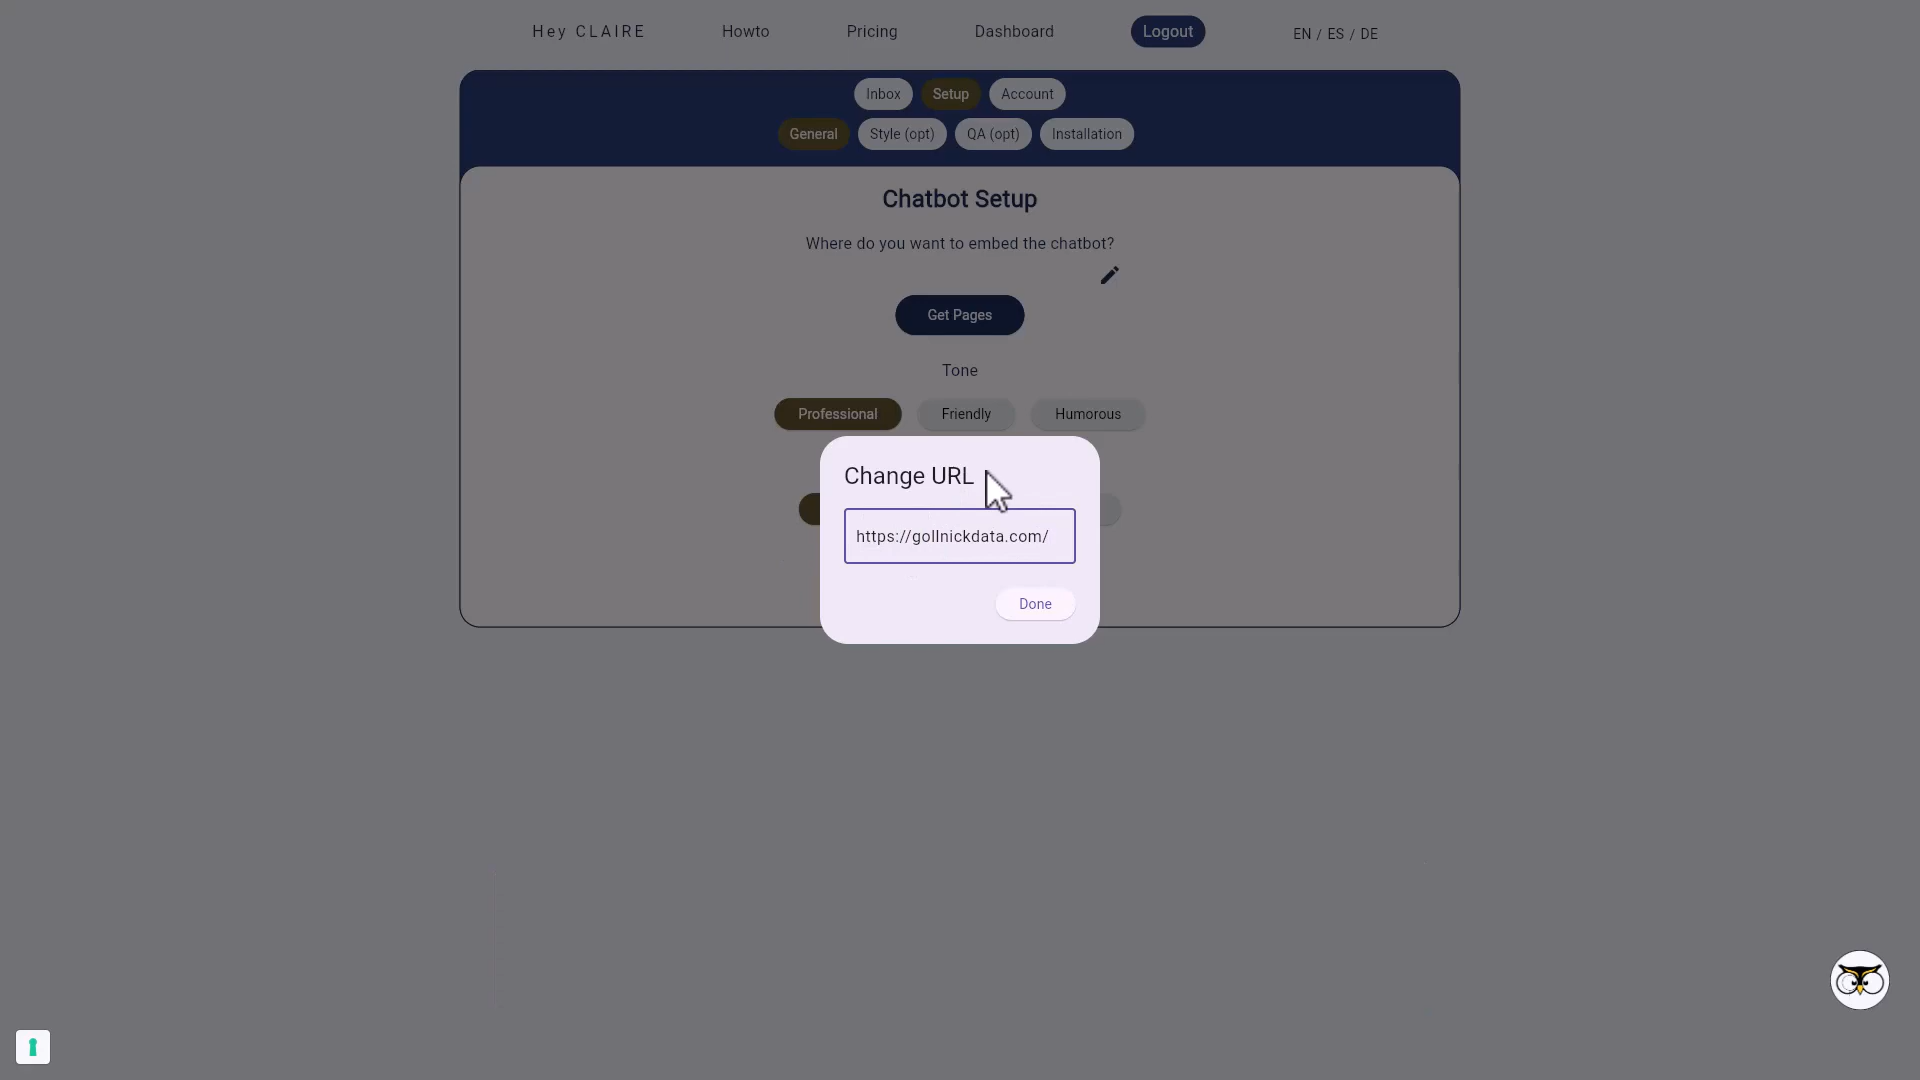 Hey CLAIRE Howto Pricing Dashboard Logout EN / ES / DE
Inbox Setup Account
General Style (opt) QA (opt) Installation
Chatbot Setup
Where do you want to embed the chatbot?
Get Pages
Tone
Professional Friendly Humorous
Change URL
https://gollnickdata.com/
Done